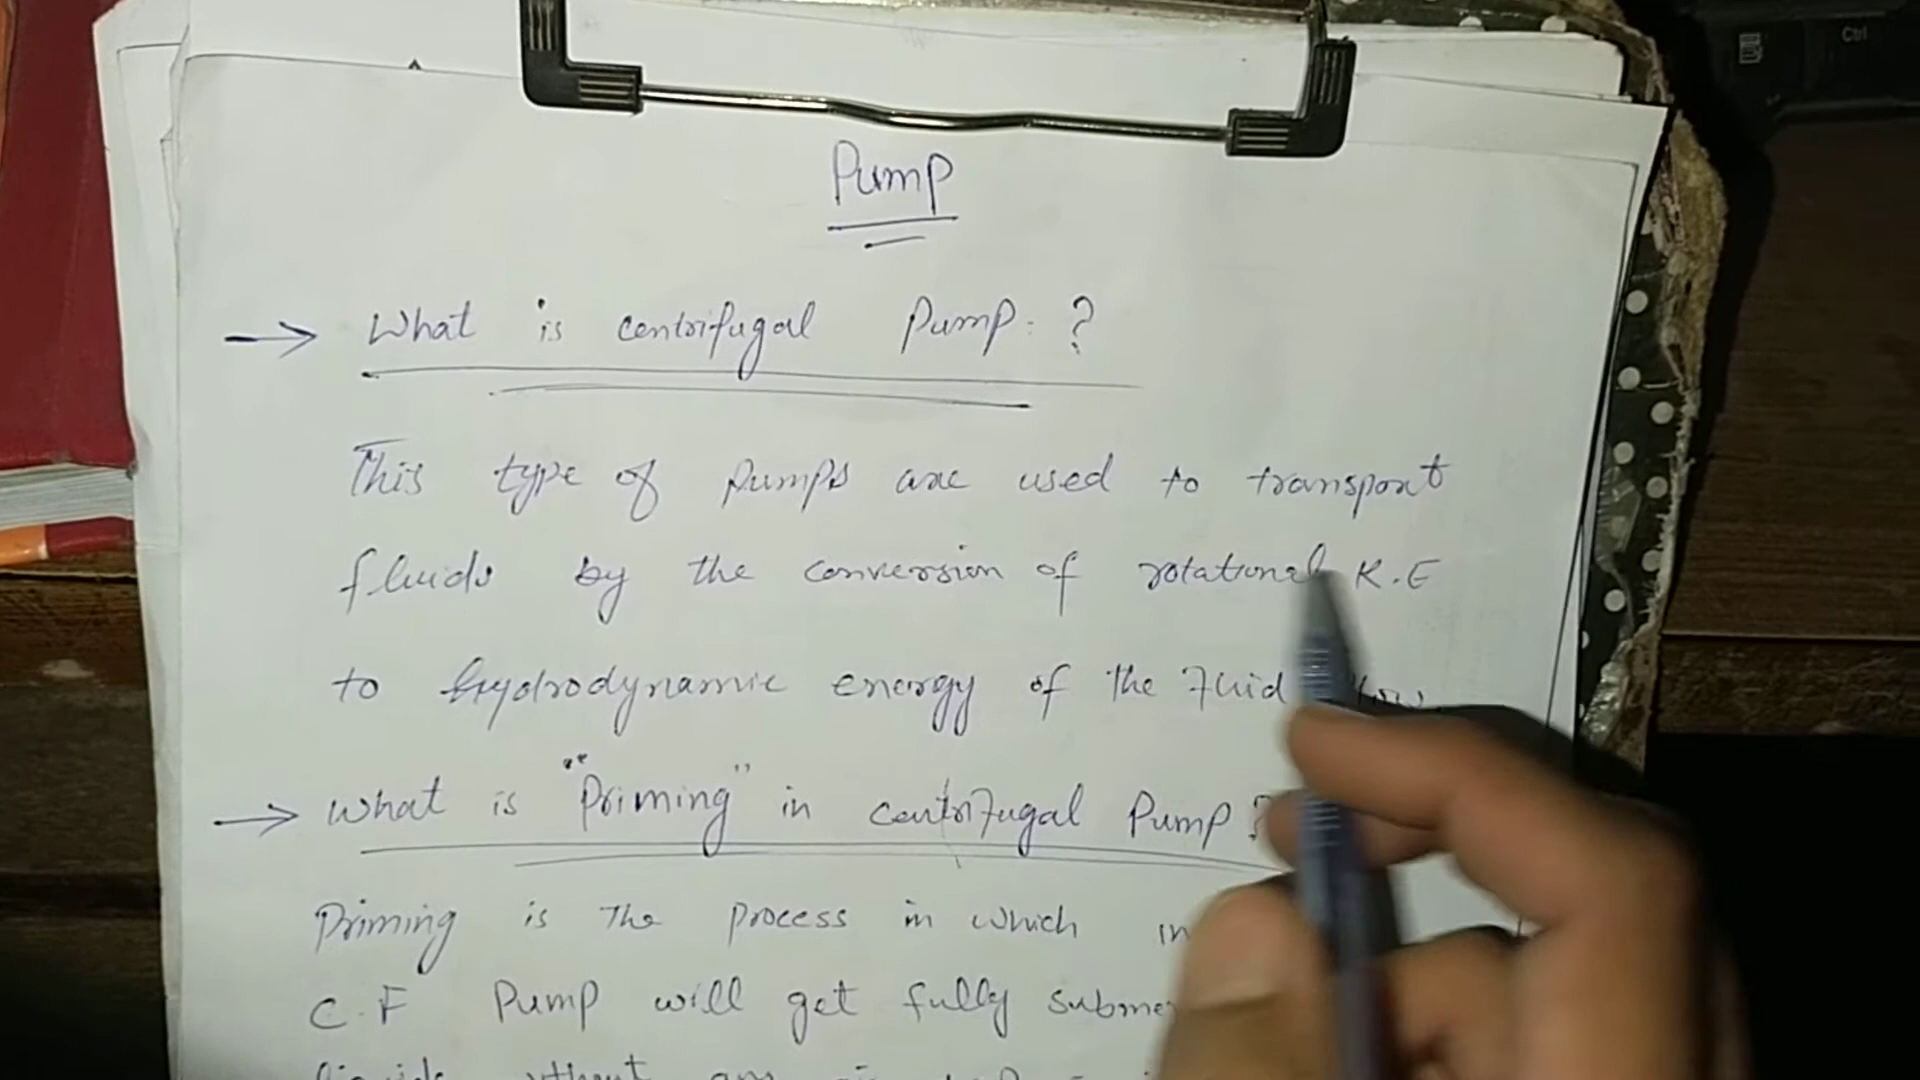 Ctrl
Pump
→ What is centrifugal Pump. ?
This type of Pumps are used to transport
fluids by the conversion of rotational K.E
to hydrodynamic energy of the fluid
→ What is "Priming" in centrifugal Pump ?
Priming is the process in which
C.F Pump will get fully